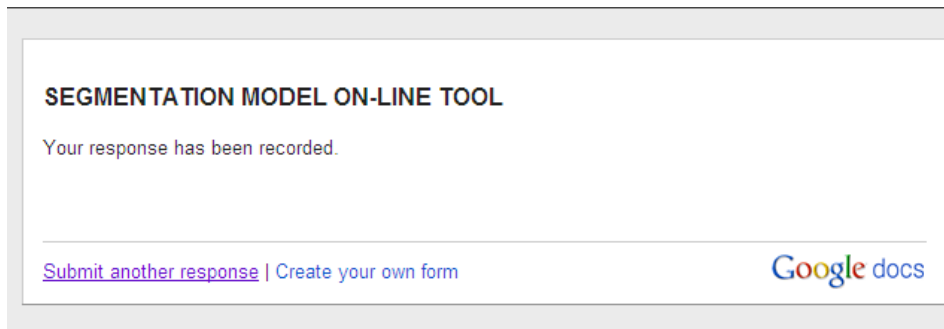 SEGMENTATION MODEL ON-LINE TOOL
Your response has been recorded.
Submit another response | Create your own form
Google docs